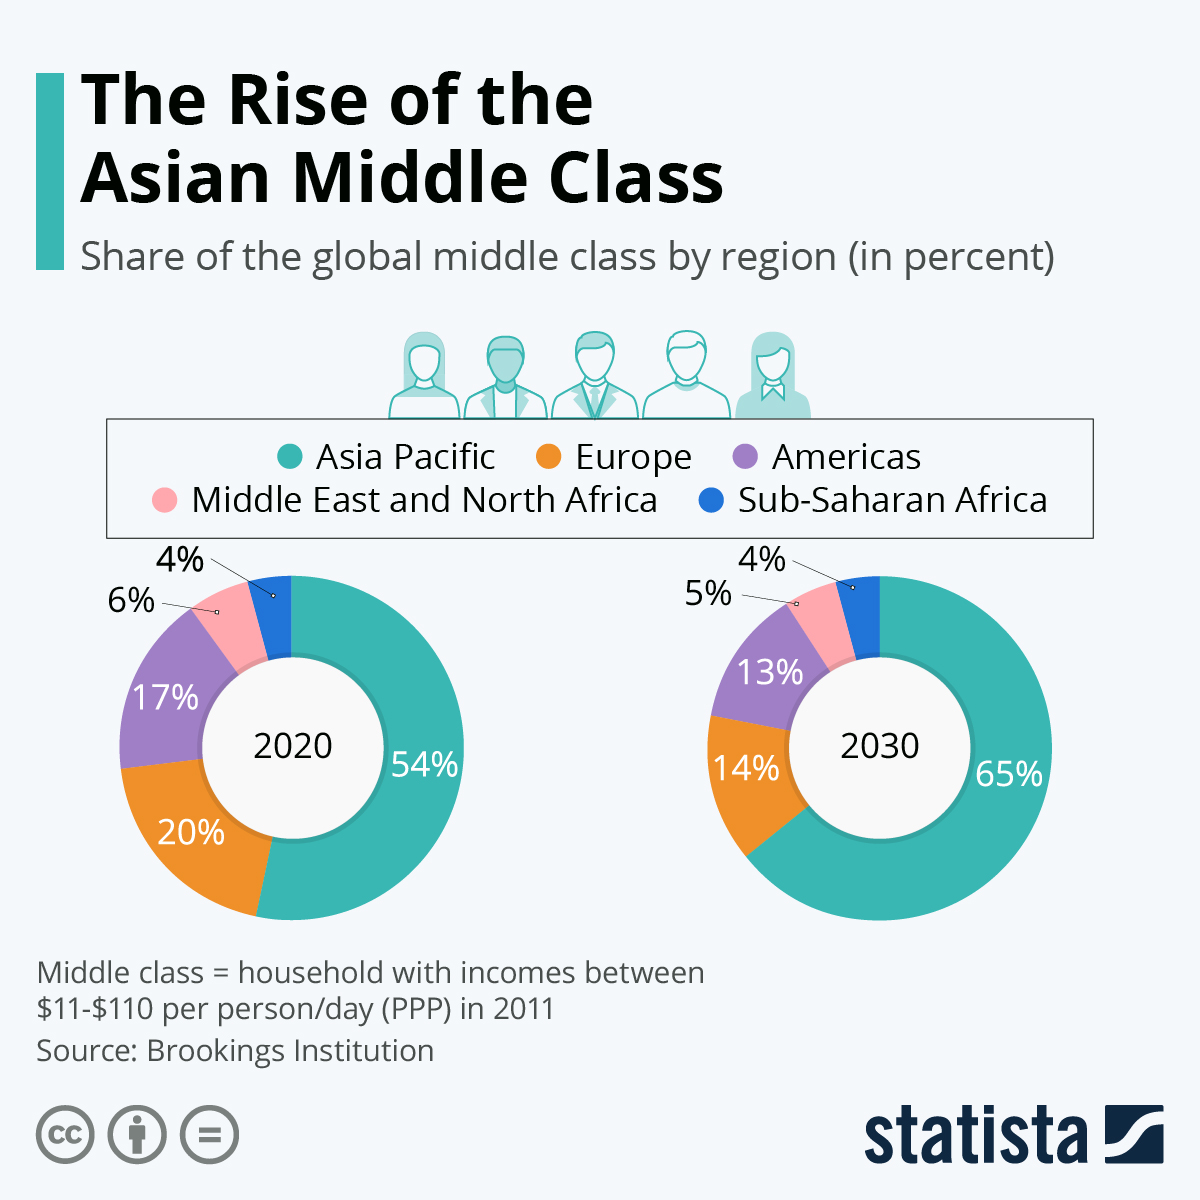 The Rise of the
Asian Middle Class
Share of the global middle class by region (in percent)
Asia Pacific Europe Americas
Middle East and North Africa Sub-Saharan Africa
4%
6%
17%
20%
54%
2020
4%
5%
13%
14%
65%
2030
Middle class = household with incomes between
$11-$110 per person/day (PPP) in 2011
Source: Brookings Institution
cc
statista